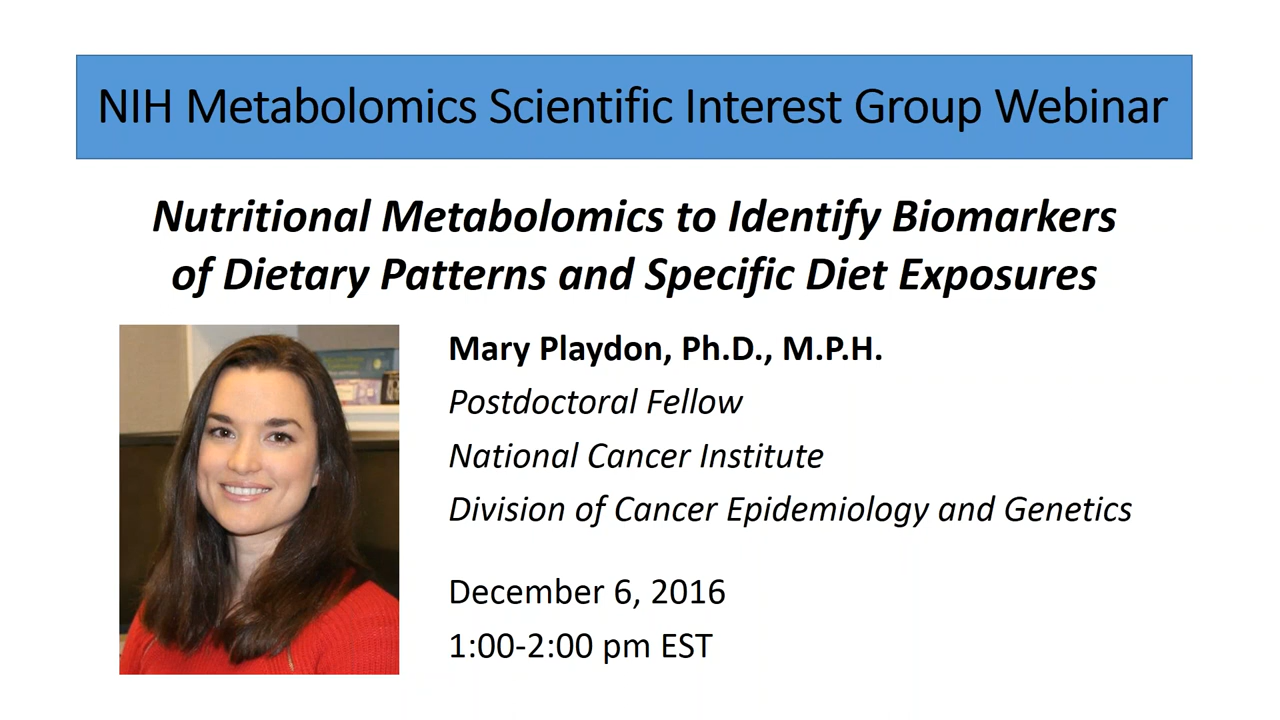 NIH Metabolomics Scientific Interest Group Webinar
Nutritional Metabolomics to Identify Biomarkers
of Dietary Patterns and Specific Diet Exposures
Mary Playdon, Ph.D., M.P.H.
Postdoctoral Fellow
National Cancer Institute
Division of Cancer Epidemiology and Genetics
December 6, 2016
1:00-2:00 pm EST